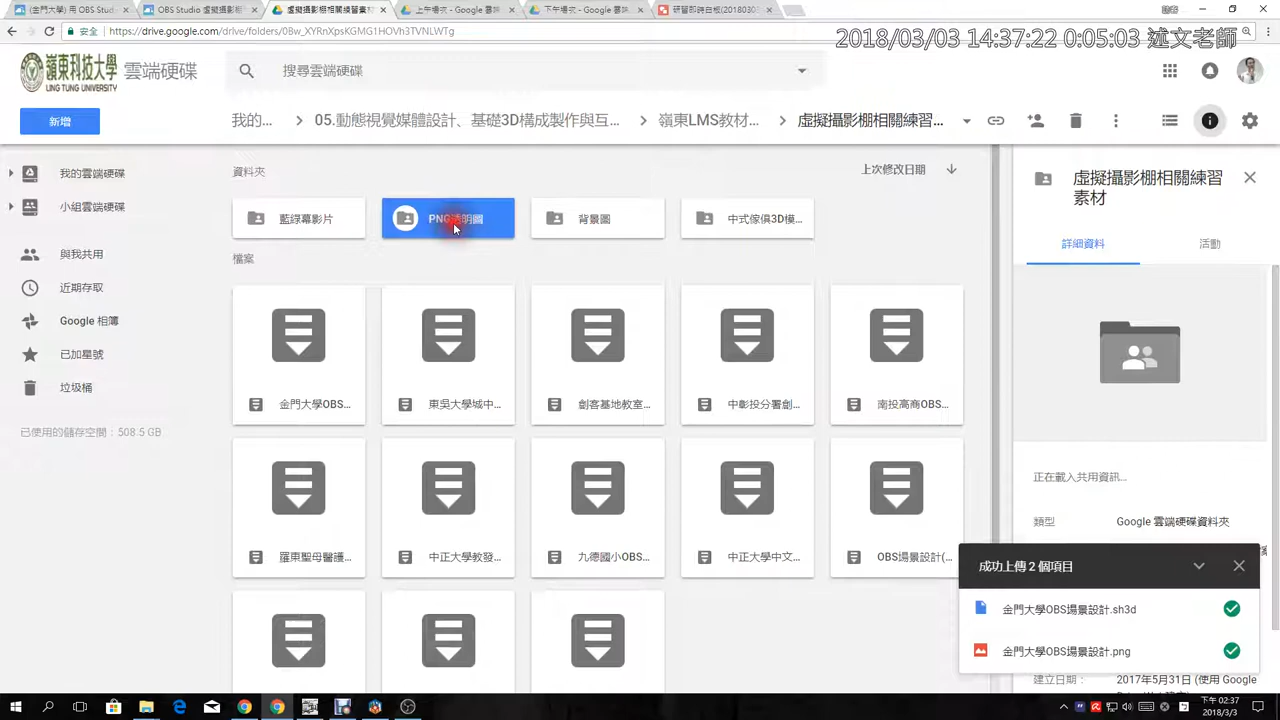 (金門大學) 用 OBS Studi
OBS Studio 虛擬攝影棚
虛擬攝影棚相關練習素材
上午場次 - Google 雲端
下午場次 - Google 雲端
安全 | https://drive.google.com/drive/folders/0Bw_XYRnXpsKGMG1HOVh3TVNLWTg
2018/03/03 14:37:22 0:05:03 述文老師
嶺東科技大學
LING TUNG UNIVERSITY
雲端硬碟
搜尋雲端硬碟
新增
我的...
05.動態視覺媒體設計、基礎3D構成製作與互...
嶺東LMS教材...
虛擬攝影棚相關練習...
我的雲端硬碟
小組雲端硬碟
與我共用
近期存取
Google 相簿
已加星號
垃圾桶
已使用的儲存空間：508.5 GB
資料夾
上次修改日期
藍綠幕影片
PNG透明圖
背景圖
中式傢俱3D模...
檔案
金門大學OBS...
東吳大學城中...
創客基地教室...
中彰投分署創...
南投高商OBS...
羅東聖母醫護...
中正大學教發...
九德國小OBS...
中正大學中文...
OBS場景設計(...
虛擬攝影棚相關練習
素材
詳細資料
活動
正在載入共用資訊...
類型
Google 雲端硬碟資料夾
成功上傳 2 個項目
金門大學OBS場景設計.sh3d
金門大學OBS場景設計.png
建立日期：
2017年5月31日 (使用 Google
下午 02:37
2018/3/3